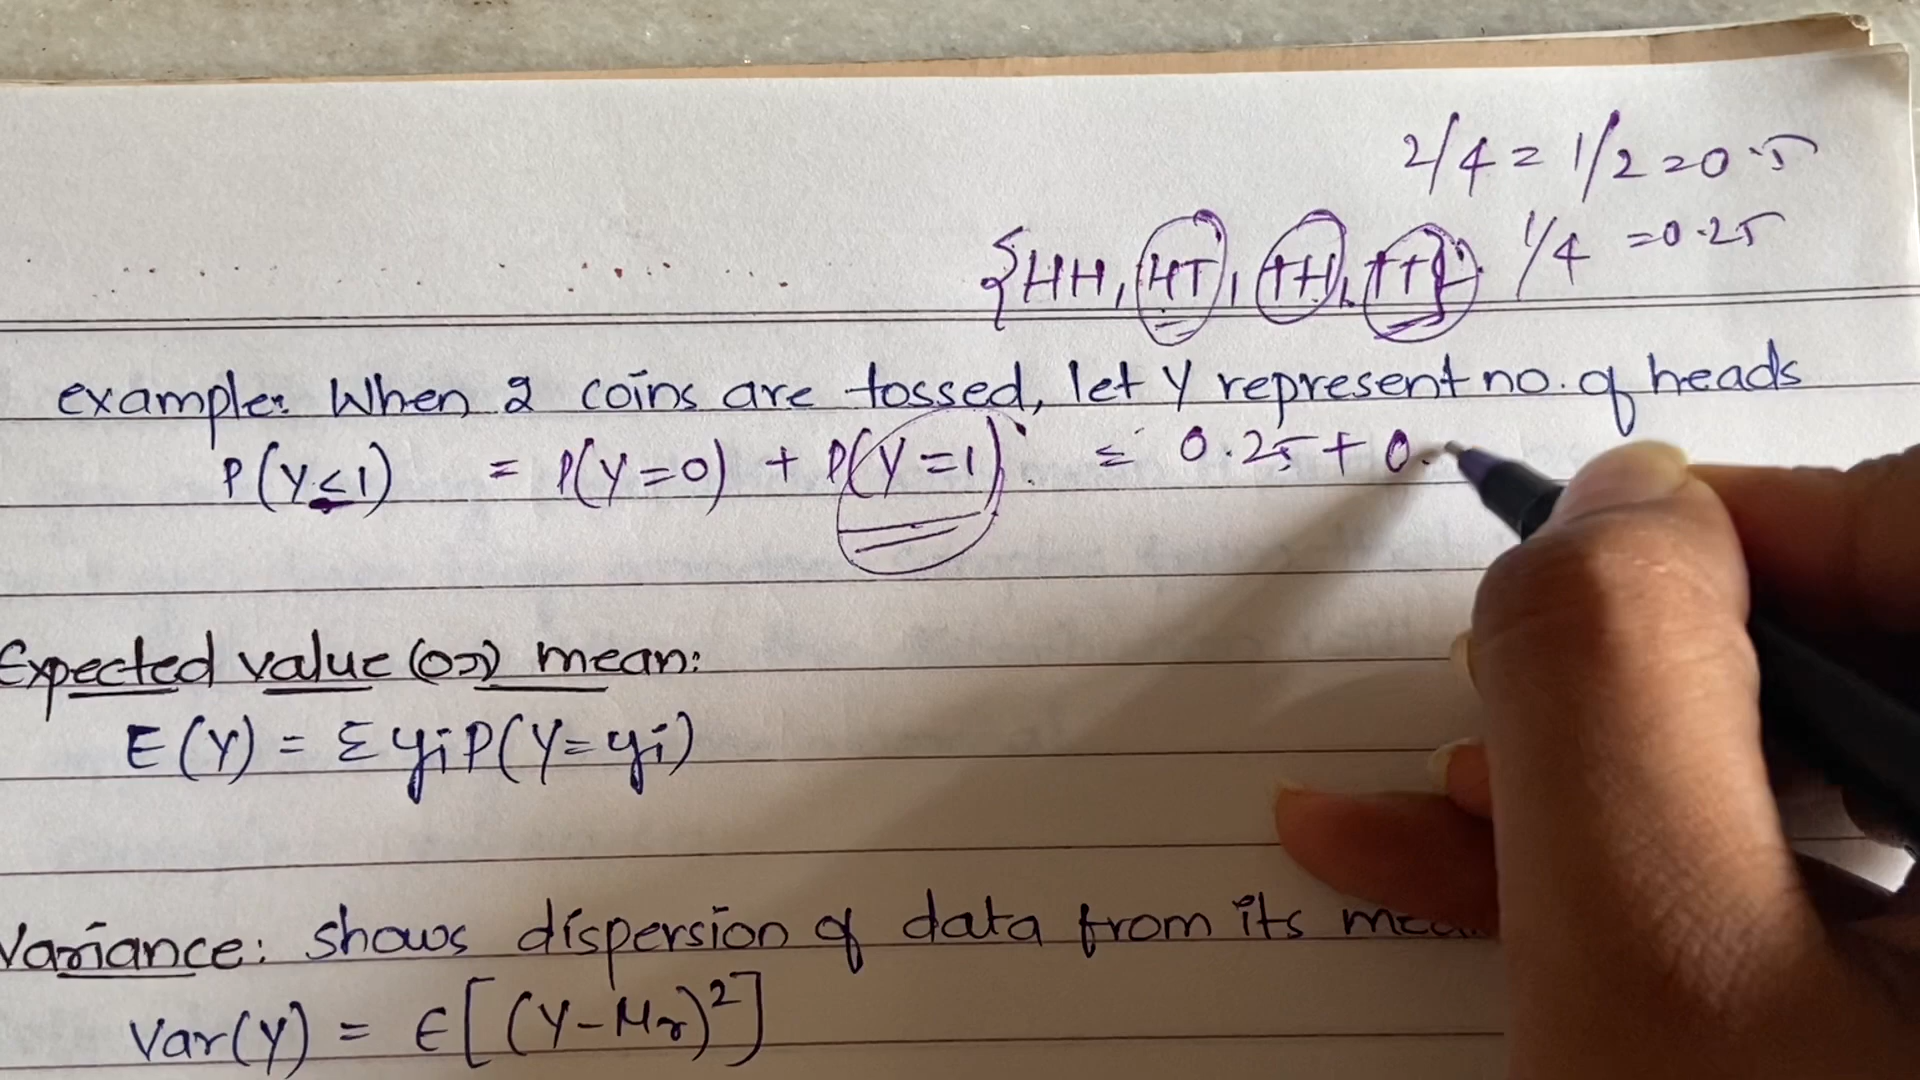 2/4 = 1/2 = 0.5
{HH, HT, TH, TT} 1/4 = 0.25
example: When 2 coins are tossed, let Y represent no. of heads
P(Y≤1) = P(Y=0) + P(Y=1) = 0.25 + 0.
Expected value (or) mean:
E(Y) = Σ yi P(Y=yi)
Variance: shows dispersion of data from its mea
Var(Y) = E[(Y-Mr)²]